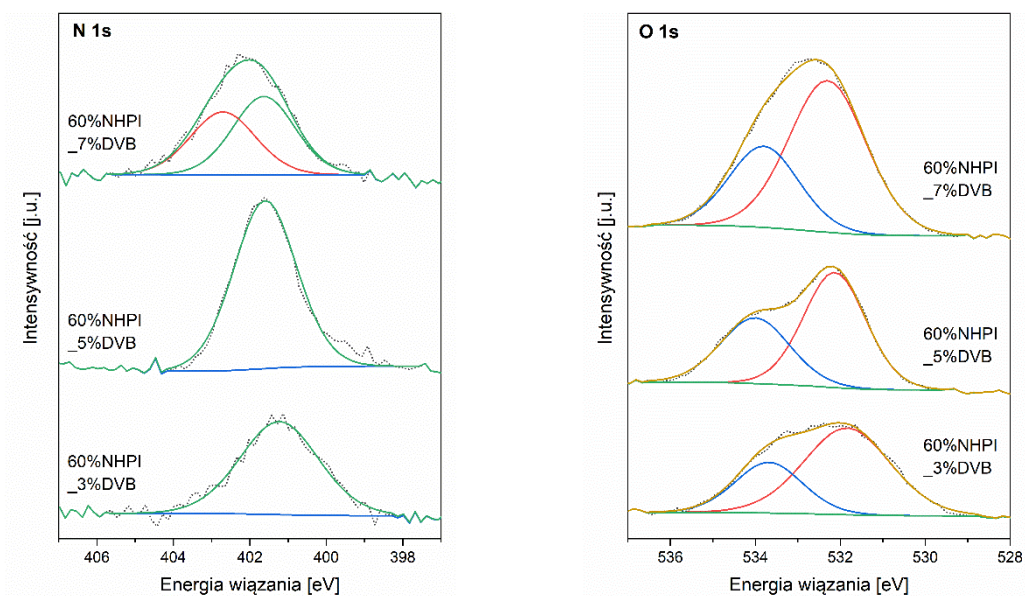 N 1s
60%NHPI
_7%DVB
60%NHPI
_5%DVB
60%NHPI
_3%DVB
Intensywność [j.u.]
406 404 402 400 398
Energia wiązania [eV]
O 1s
60%NHPI
_7%DVB
60%NHPI
_5%DVB
60%NHPI
_3%DVB
Intensywność [j.u.]
536 534 532 530 528
Energia wiązania [eV]